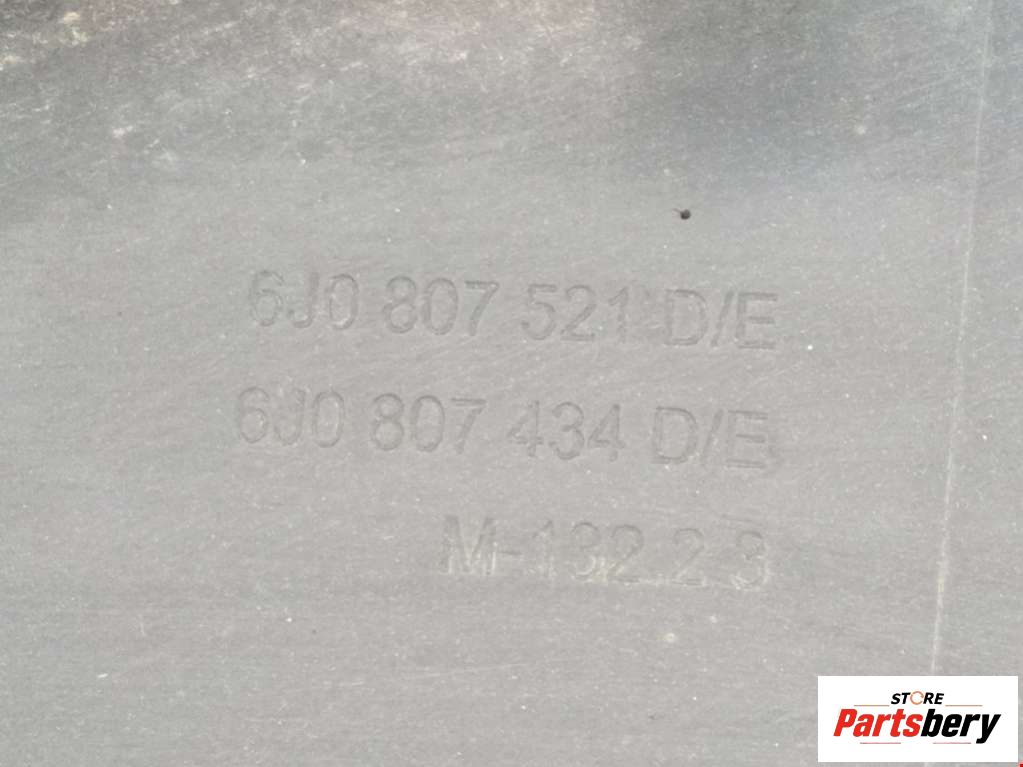 6J0 807 521 D/E
6J0 807 434 D/E
M-132.2.3
STORE
Partsbery